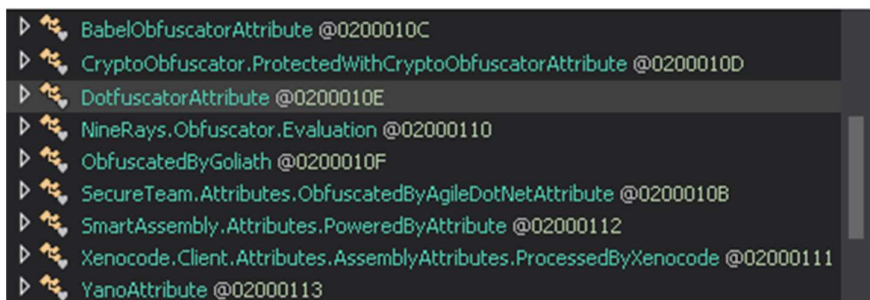 BabelObfuscatorAttribute @0200010C
CryptoObfuscator.ProtectedWithCryptoObfuscatorAttribute @0200010D
DotfuscatorAttribute @0200010E
NineRays.Obfuscator.Evaluation @02000110
ObfuscatedByGoliath @0200010F
SecureTeam.Attributes.ObfuscatedByAgileDotNetAttribute @0200010B
SmartAssembly.Attributes.PoweredByAttribute @02000112
Xenocode.Client.Attributes.AssemblyAttributes.ProcessedByXenocode @02000111
YanoAttribute @02000113